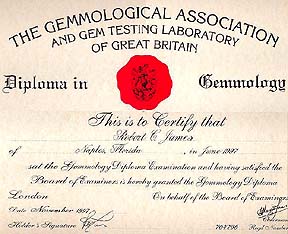 THE GEMMOLOGICAL ASSOCIATION
AND GEM TESTING LABORATORY
OF GREAT BRITAIN
Diploma in Gemmology
This is to Certify that
Robert C James
of Naples, Florida , in June 1997
sat the Gemmology Diploma Examination and having satisfied the
Board of Examiners is hereby granted the Gemmology Diploma
London On behalf of the Board of Examiners
Date November 1997
Holder's Signature